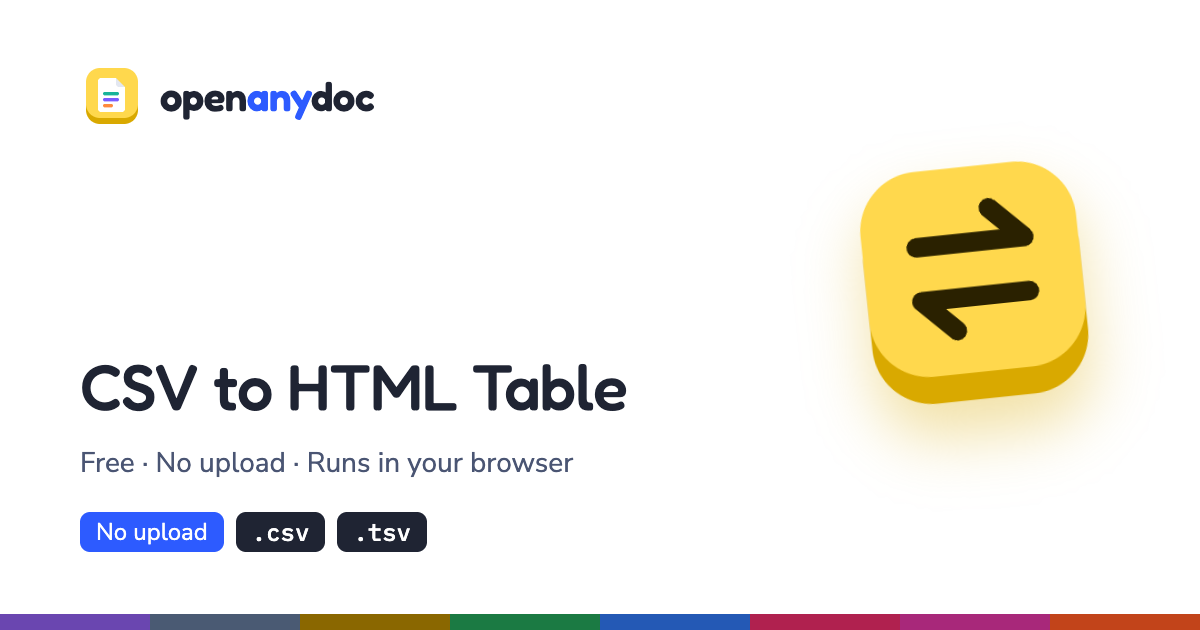 openanydoc
CSV to HTML Table
Free · No upload · Runs in your browser
No upload .csv .tsv